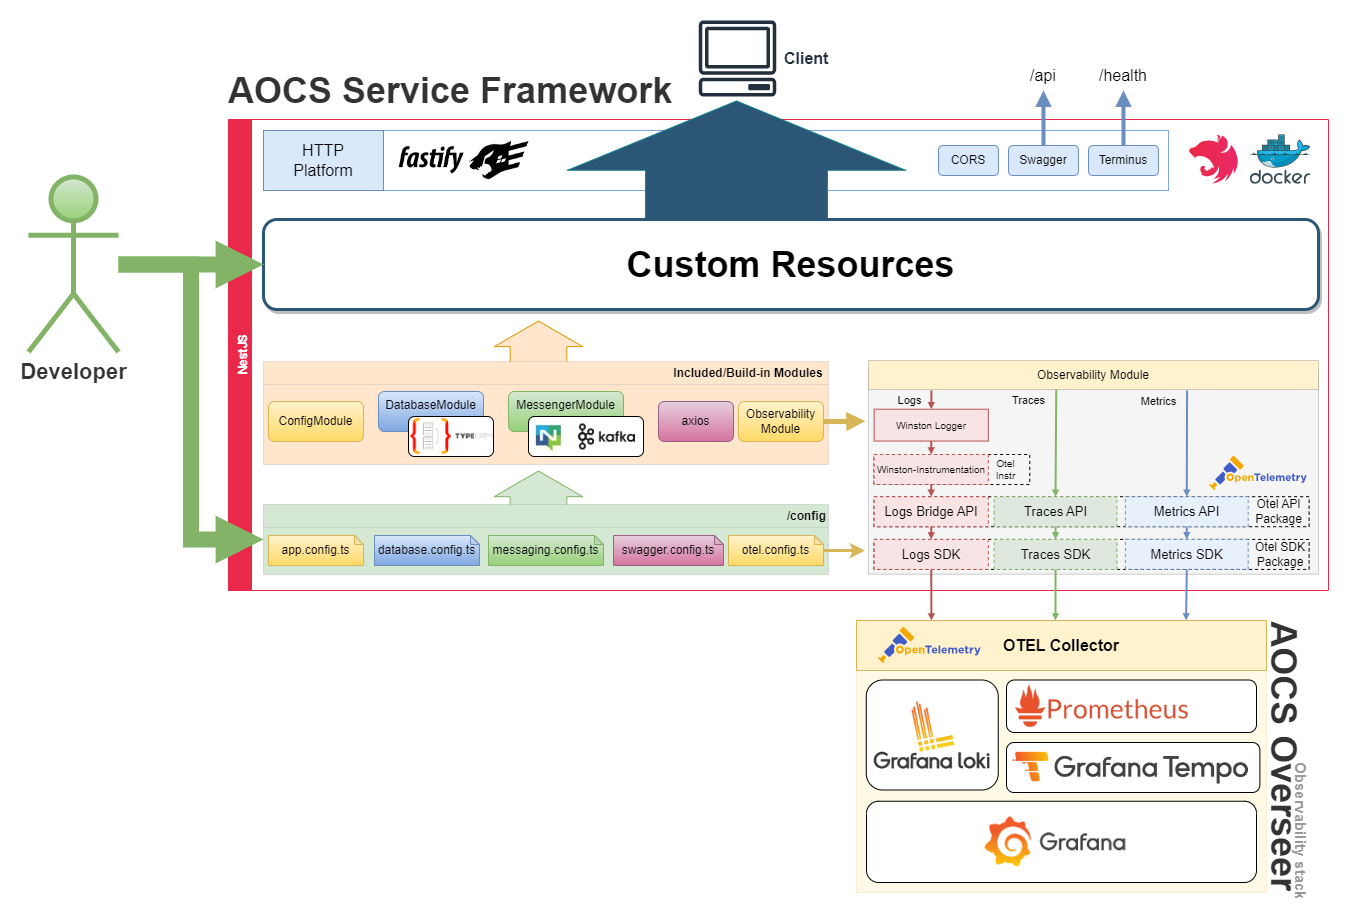 Client
AOCS Service Framework
/api
/health
HTTP
Platform
fastify
CORS
Swagger
Terminus
docker
Custom Resources
Developer
NestJS
Included/Build-in Modules
ConfigModule
DatabaseModule
TYPEORM
MessengerModule
kafka
axios
Observability
Module
Observability Module
Logs
Traces
Metrics
Winston Logger
Winston-Instrumentation
Otel
Instr
OpenTelemetry
Logs Bridge API
Traces API
Metrics API
Otel API
Package
Logs SDK
Traces SDK
Metrics SDK
Otel SDK
Package
/config
app.config.ts
database.config.ts
messaging.config.ts
swagger.config.ts
otel.config.ts
OpenTelemetry
OTEL Collector
Grafana loki
Prometheus
Grafana Tempo
Grafana
AOCS Overseer
Observability stack